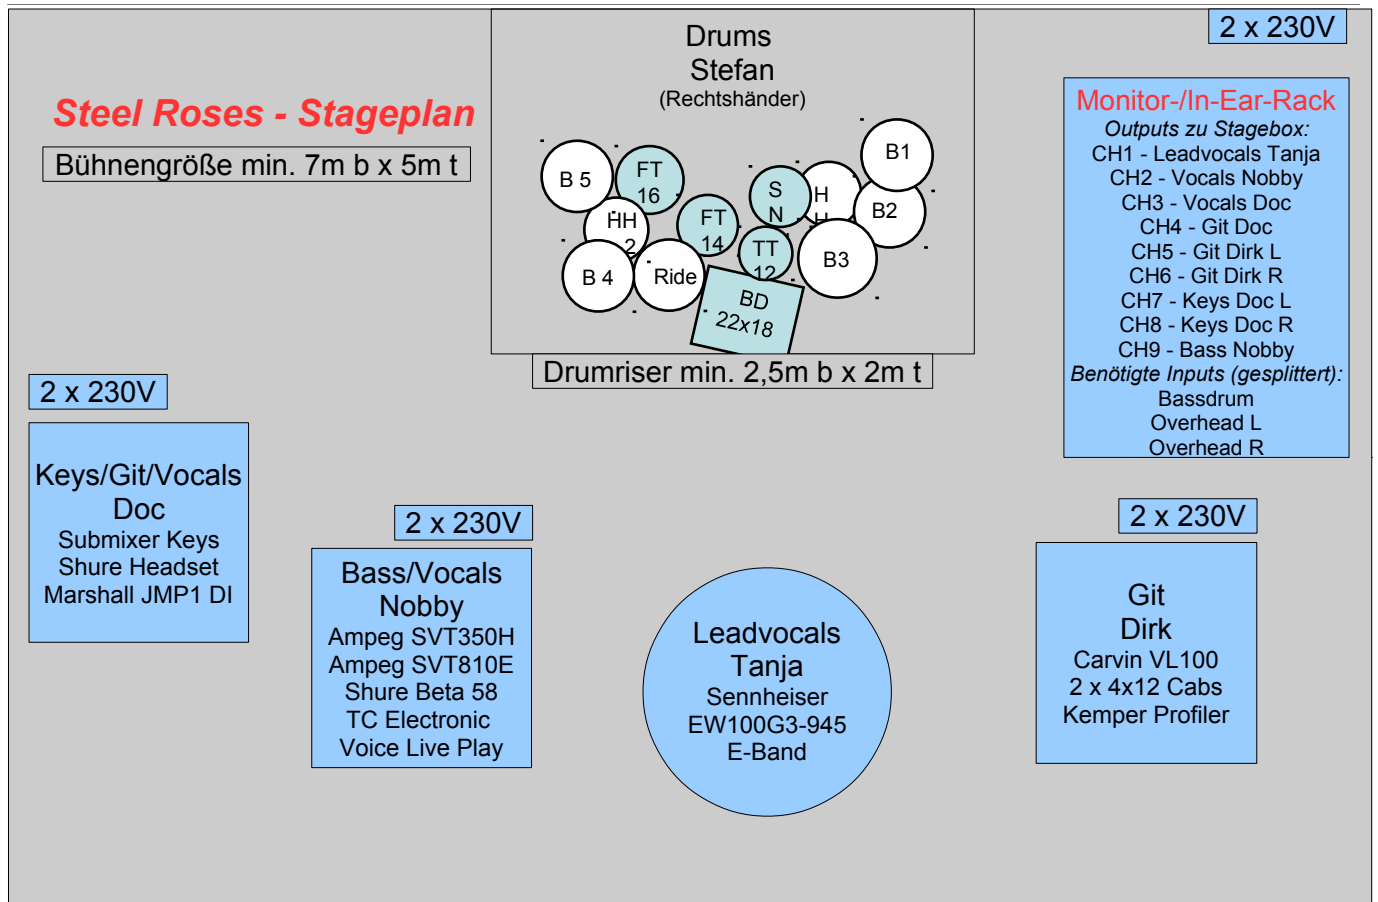 2 x 230V
Drums
Stefan
(Rechtshänder)
Steel Roses - Stageplan
Bühnengröße min. 7m b x 5m t
B 5
FT
16
HH
2
B 4
Ride
FT
14
S
N
TT
12
BD
22x18
H
H
B1
B2
B3
Drumriser min. 2,5m b x 2m t
Monitor-/In-Ear-Rack
Outputs zu Stagebox:
CH1 - Leadvocals Tanja
CH2 - Vocals Nobby
CH3 - Vocals Doc
CH4 - Git Doc
CH5 - Git Dirk L
CH6 - Git Dirk R
CH7 - Keys Doc L
CH8 - Keys Doc R
CH9 - Bass Nobby
Benötigte Inputs (gesplittert):
Bassdrum
Overhead L
Overhead R
2 x 230V
Keys/Git/Vocals
Doc
Submixer Keys
Shure Headset
Marshall JMP1 DI
2 x 230V
Bass/Vocals
Nobby
Ampeg SVT350H
Ampeg SVT810E
Shure Beta 58
TC Electronic
Voice Live Play
Leadvocals
Tanja
Sennheiser
EW100G3-945
E-Band
2 x 230V
Git
Dirk
Carvin VL100
2 x 4x12 Cabs
Kemper Profiler